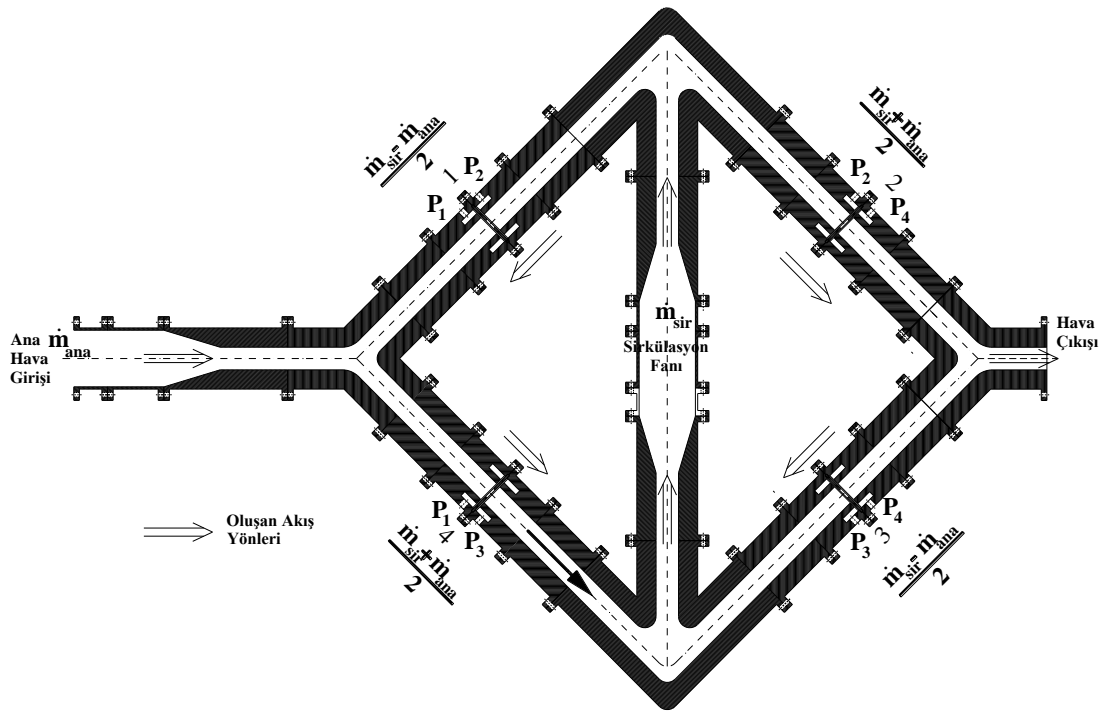 ṁsir - ṁana
2
1
P1
P2
ṁsir + ṁana
2
P2
2
P4
Ana
Hava
Girişi
ṁana
ṁsir
Sirkülasyon
Fanı
Hava
Çıkışı
P1
4
P3
ṁsir + ṁana
2
P4
3
P3
ṁsir - ṁana
2
Oluşan Akış
Yönleri